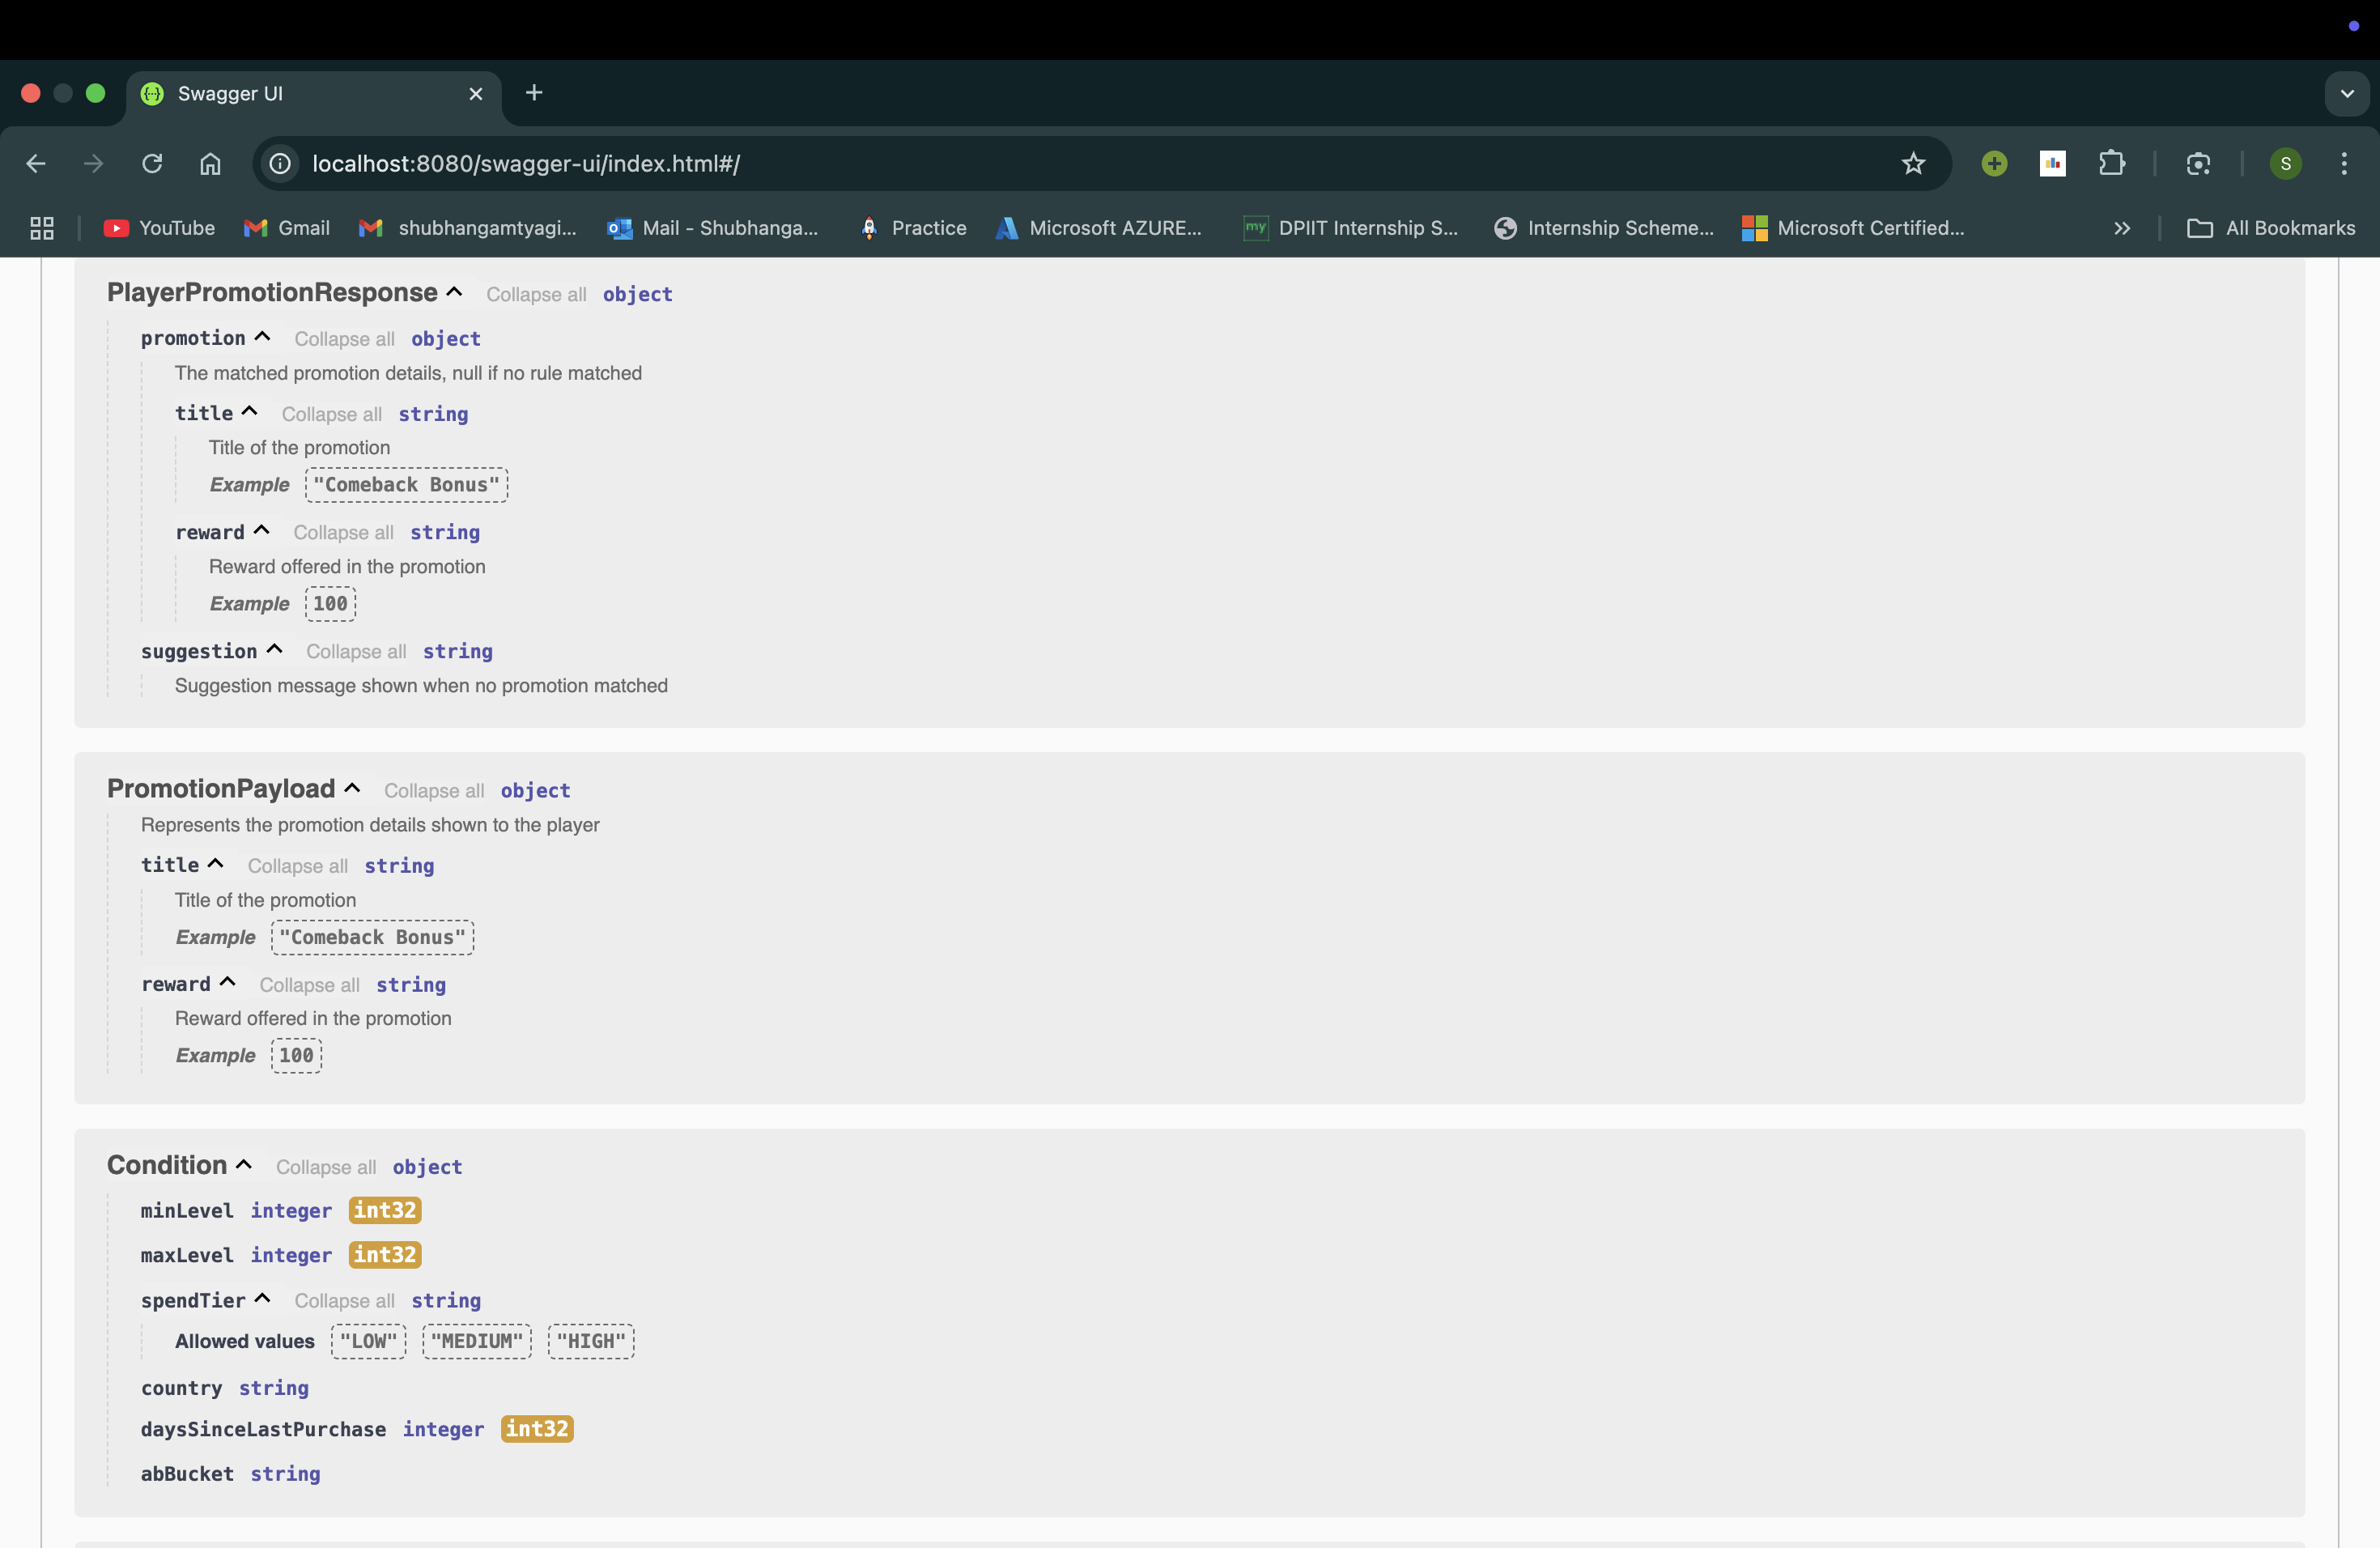 Swagger UI
localhost:8080/swagger-ui/index.html#/
S
YouTube Gmail shubhangamtyagi... Mail - Shubhanga... Practice Microsoft AZURE... my DPIIT Internship S... Internship Scheme... Microsoft Certified... » All Bookmarks
PlayerPromotionResponse Collapse all object
promotion Collapse all object
The matched promotion details, null if no rule matched
title Collapse all string
Title of the promotion
Example "Comeback Bonus"
reward Collapse all string
Reward offered in the promotion
Example 100
suggestion Collapse all string
Suggestion message shown when no promotion matched
PromotionPayload Collapse all object
Represents the promotion details shown to the player
title Collapse all string
Title of the promotion
Example "Comeback Bonus"
reward Collapse all string
Reward offered in the promotion
Example 100
Condition Collapse all object
minLevel integer int32
maxLevel integer int32
spendTier Collapse all string
Allowed values "LOW" "MEDIUM" "HIGH"
country string
daysSinceLastPurchase integer int32
abBucket string